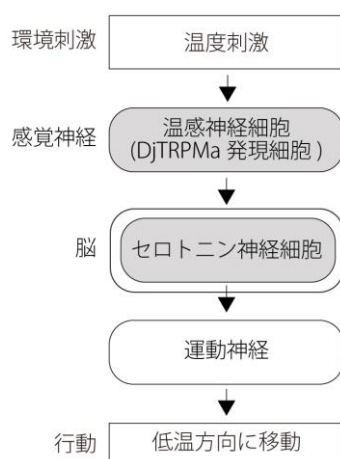 環境刺激
温度刺激
感覚神経
温感神経細胞
(DjTRPMa 発現細胞 )
脳
セロトニン神経細胞
運動神経
行動
低温方向に移動